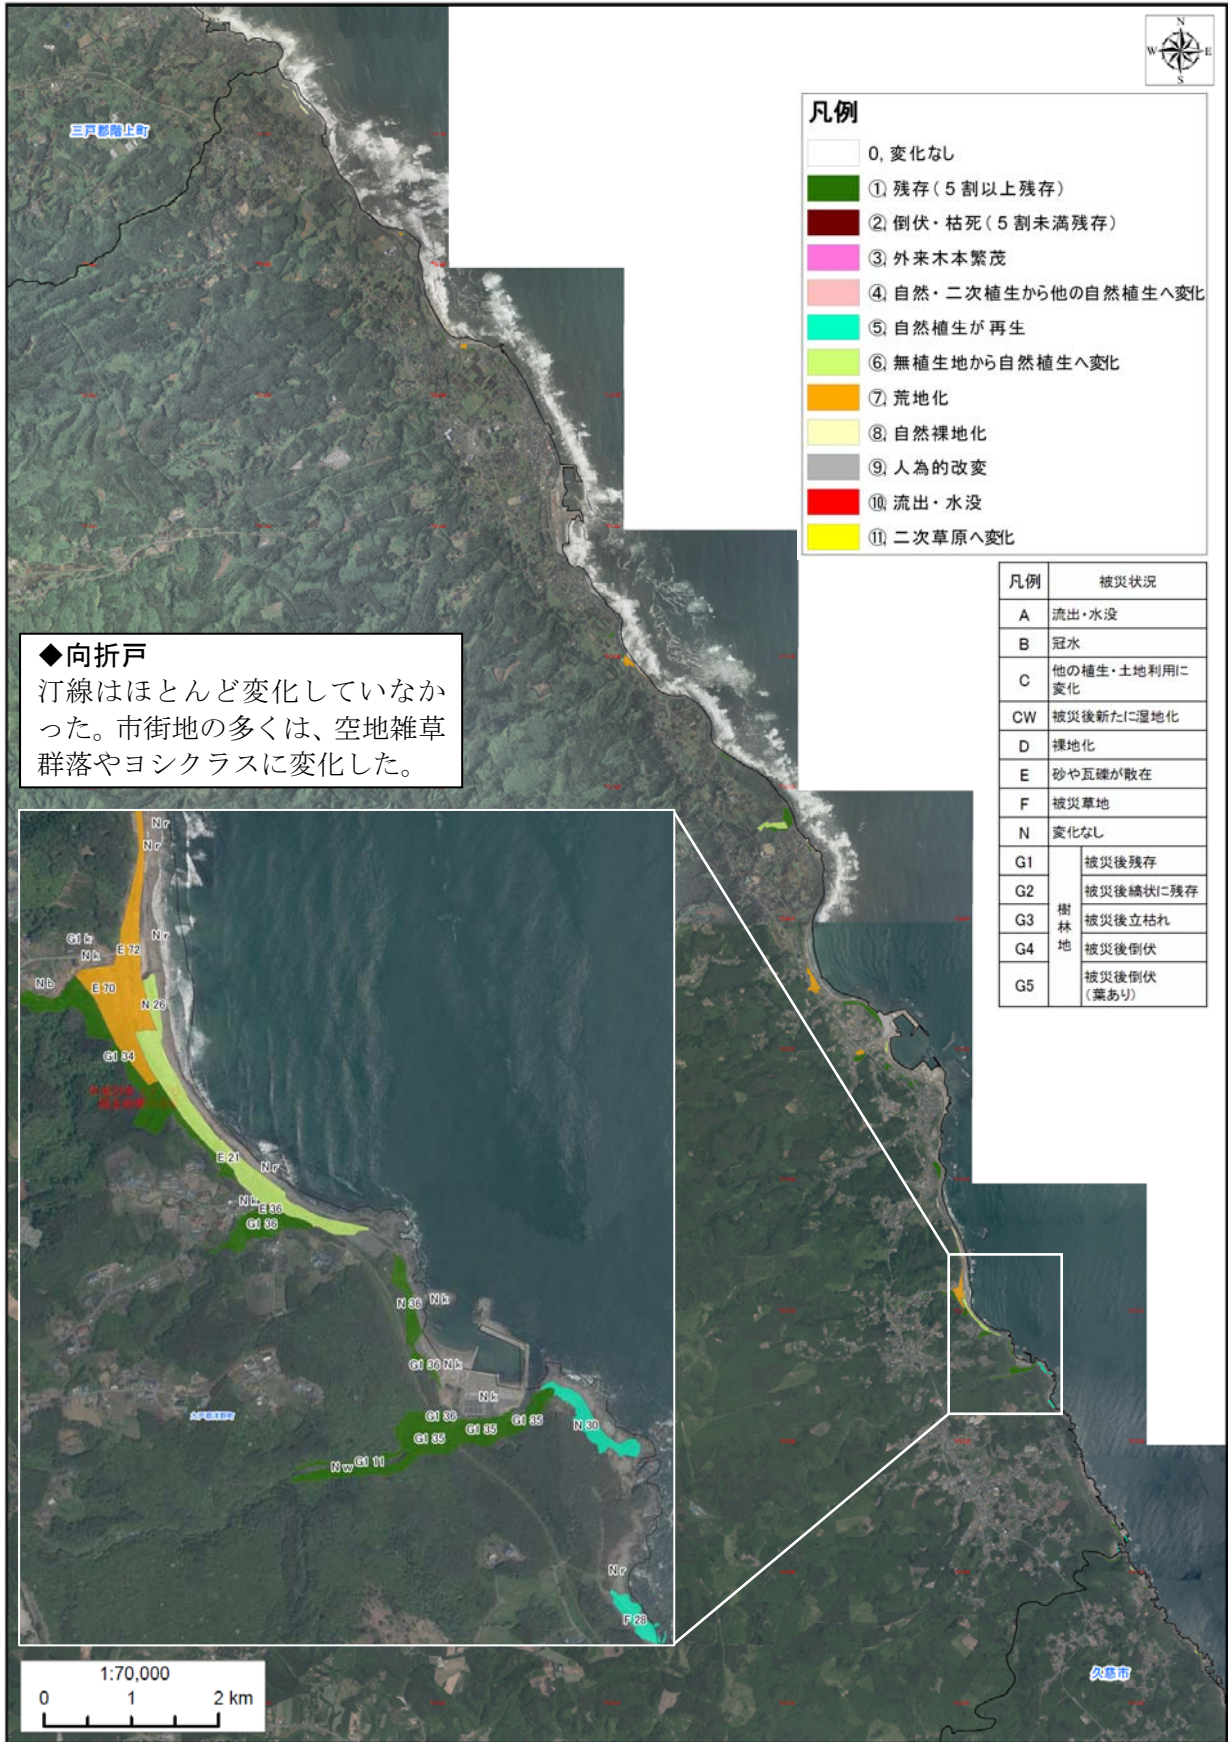 N
W
E
S
三戸郡階上町
凡例
0, 変化なし
①, 残存(5割以上残存)
②, 倒伏・枯死(5割未満残存)
③, 外来木本繁茂
④, 自然・二次植生から他の自然植生へ変化
⑤, 自然植生が再生
⑥, 無植生地から自然植生へ変化
⑦, 荒地化
⑧, 自然裸地化
⑨, 人為的改変
⑩, 流出・水没
⑪, 二次草原へ変化
凡例 被災状況
A 流出・水没
B 冠水
C 他の植生・土地利用に
変化
CW 被災後新たに湿地化
D 裸地化
E 砂や瓦礫が散在
F 被災草地
N 変化なし
樹林地
G1 被災後残存
G2 被災後縞状に残存
G3 被災後立枯れ
G4 被災後倒伏
G5 被災後倒伏
(葉あり)
◆向折戸
汀線はほとんど変化していなか
った。市街地の多くは、空地雑草
群落やヨシクラスに変化した。
N r
N r
N r
G1 k
N k
E 72
N b
E 70
N 26
G1 34
E 21
N r
N k
E 36
G1 36
N 36
N k
G1 36
N k
N k
G1 36
G1 35
G1 35
G1 35
N 30
N w
G1 11
N r
F 28
久慈市
1:70,000
0 1 2 km